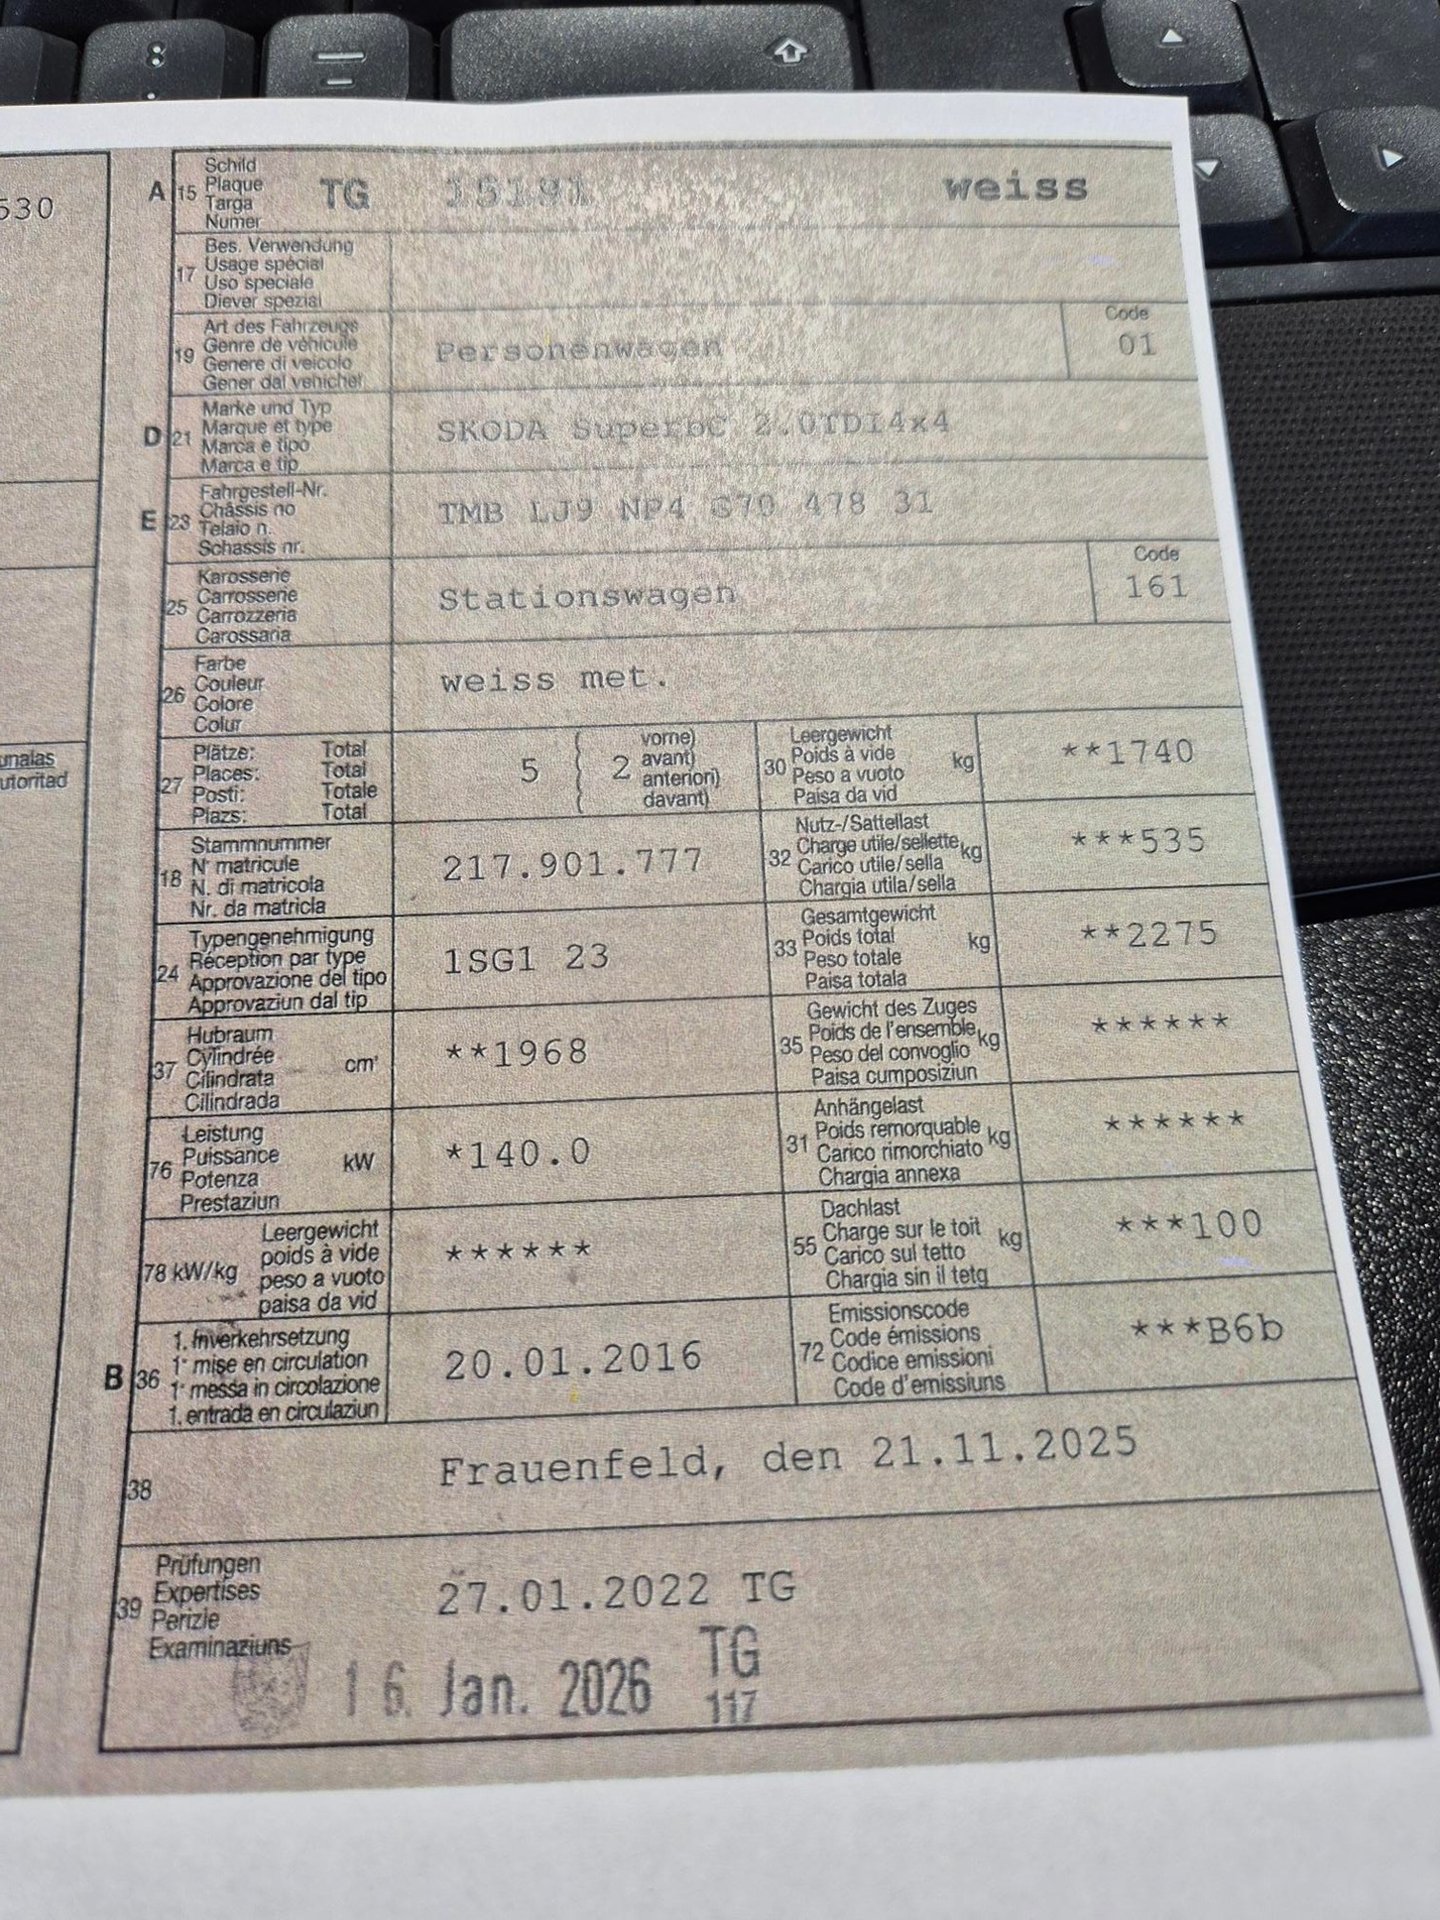 530
unalas
utoritad
A 15 Schild
Plaque
Targa
Numer
TG 15181 weiss
17 Bes. Verwendung
Usage spécial
Uso speciale
Diever spezial
19 Art des Fahrzeugs
Genre de véhicule
Genere di veicolo
Gener dal vehichel
Personenwagen
Code
01
D 21 Marke und Typ
Marque et type
Marca e tipo
Marca e tip
SKODA SuperbC 2.0TDI4x4
E 23 Fahrgestell-Nr.
Châssis no
Telaio n.
Schassis nr.
TMB LJ9 NP4 G70 478 31
25 Karosserie
Carrosserie
Carrozzeria
Carossaria
Stationswagen
Code
161
26 Farbe
Couleur
Colore
Colur
weiss met.
27 Plätze: Total
Places: Total
Posti: Totale
Plazs: Total
5 ( 2 vorne)
( avant)
( anteriori)
( davant)
30 Leergewicht
Poids à vide kg
Peso a vuoto
Paisa da vid
**1740
18 Stammnummer
N° matricule
N. di matricola
Nr. da matricla
217.901.777
32 Nutz-/Sattellast
Charge utile/sellette kg
Carico utile/sella
Chargia utila/sella
***535
24 Typengenehmigung
Réception par type
Approvazione del tipo
Approvaziun dal tip
1SG1 23
33 Gesamtgewicht
Poids total kg
Peso totale
Paisa totala
**2275
37 Hubraum
Cylindrée cm³
Cilindrata
Cilindrada
**1968
35 Gewicht des Zuges
Poids de l'ensemble kg
Peso del convoglio
Paisa cumposiziun
******
76 Leistung
Puissance kW
Potenza
Prestaziun
*140.0
31 Anhängelast
Poids remorquable kg
Carico rimorchiato
Chargia annexa
******
78 kW/kg Leergewicht
poids à vide
peso a vuoto
paisa da vid
******
55 Dachlast
Charge sur le toit kg
Carico sul tetto
Chargia sin il tetg
***100
B 36 1. Inverkehrsetzung
1e mise en circulation
1a messa in circolazione
1. entrada en circulaziun
20.01.2016
72 Emissionscode
Code émissions
Codice emissioni
Code d'emissiuns
***B6b
38 Frauenfeld, den 21.11.2025
39 Prüfungen
Expertises
Perizie
Examinaziuns
27.01.2022 TG
16. Jan. 2026 TG
117